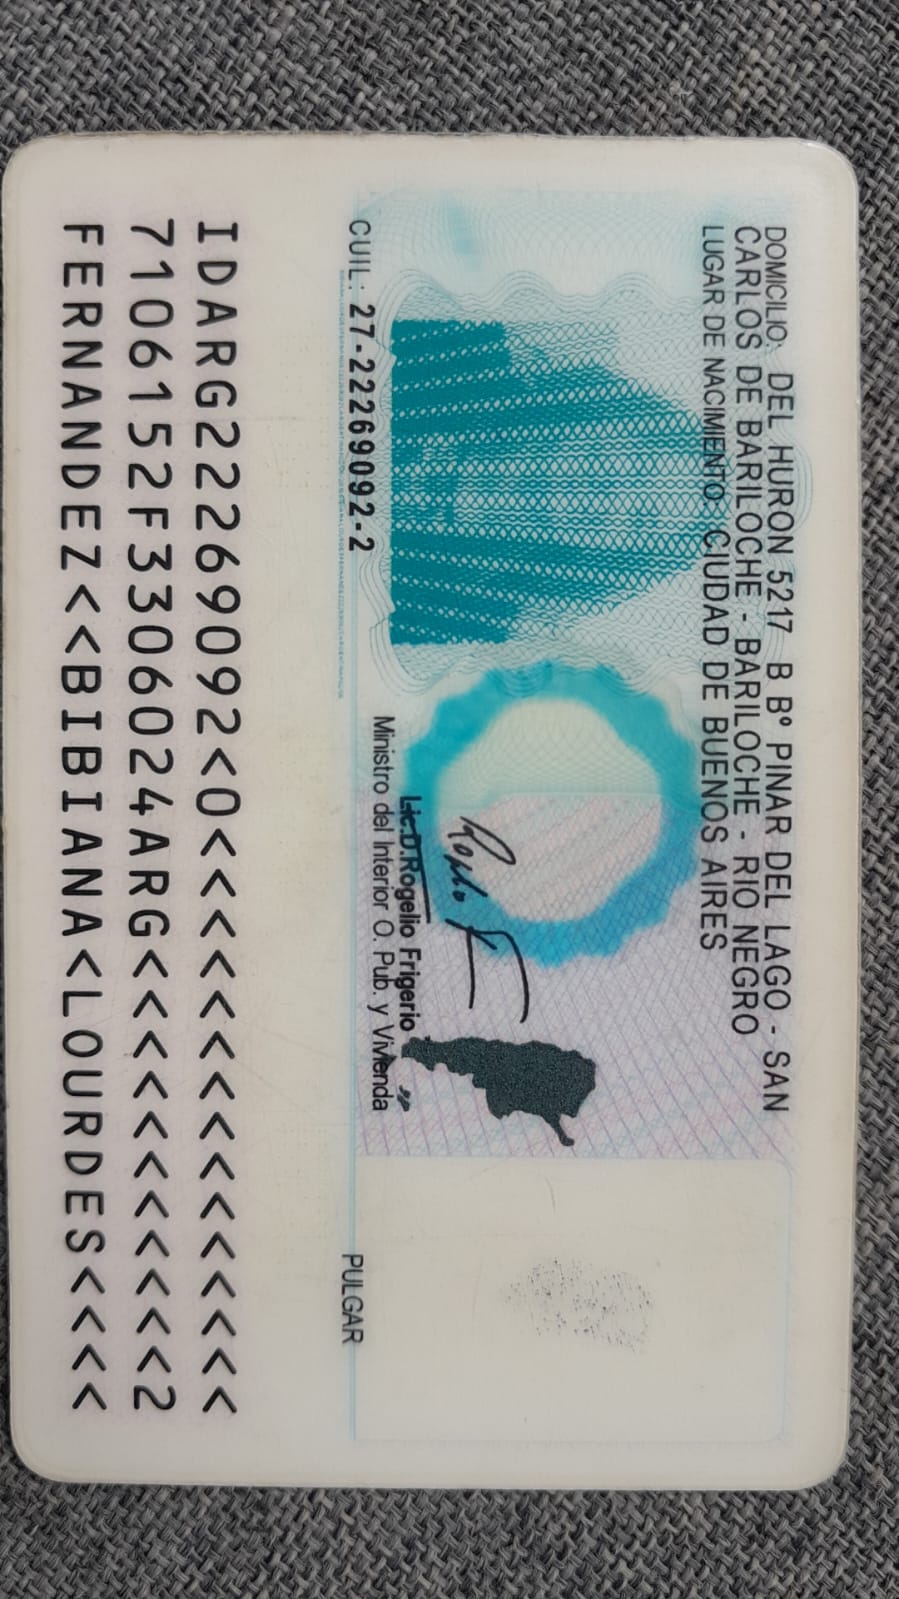 DOMICILIO: DEL HURON 5217 B Bº PINAR DEL LAGO - SAN
CARLOS DE BARILOCHE - BARILOCHE - RIO NEGRO
LUGAR DE NACIMIENTO: CIUDAD DE BUENOS AIRES
Lic.D.Rogelio Frigerio
Ministro del Interior O. Pub. y Vivienda
CUIL: 27-22269092-2
PULGAR
IDARG22269092<0<<<<<<<<<<<<<<<
7106152F3306024ARG<<<<<<<<<<<2
FERNANDEZ<<BIBIANA<LOURDES<<<<